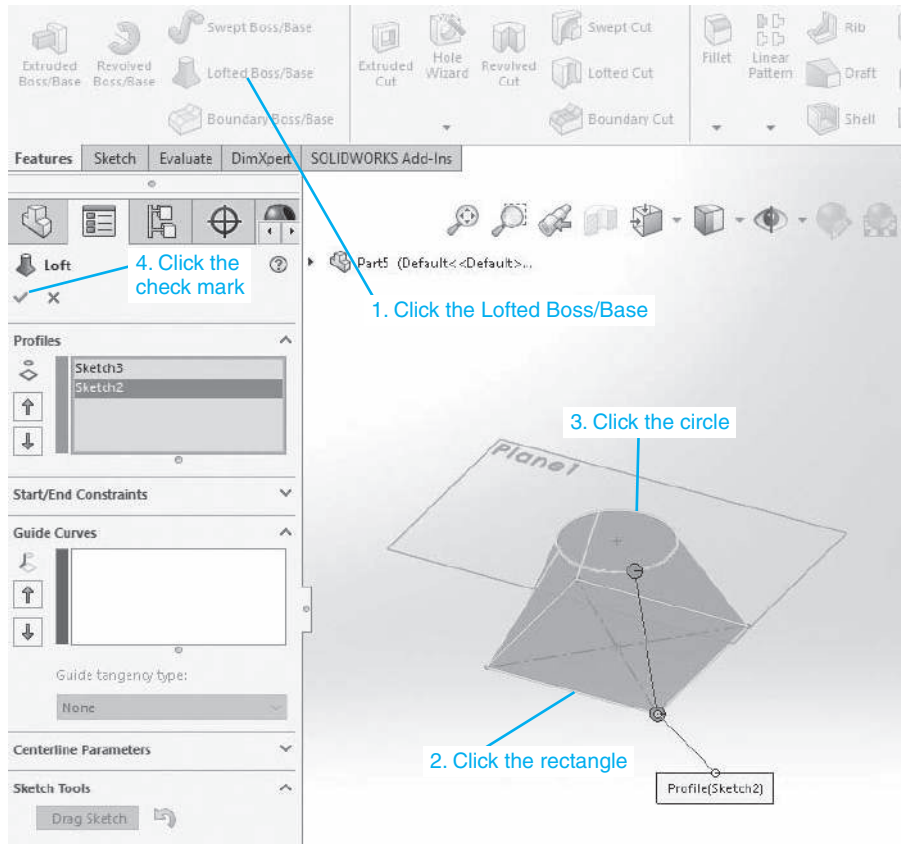 Extruded
Boss/Base
Revolved
Boss/Base
Swept Boss/Base
Lofted Boss/Base
Boundary Boss/Base
Extruded
Cut
Hole
Wizard
Revolved
Cut
Swept Cut
Lofted Cut
Boundary Cut
Fillet
Linear
Pattern
Rib
Draft
Shell
Features
Sketch
Evaluate
DimXpert
SOLIDWORKS Add-Ins
Loft
4. Click the
check mark
Part5 (Default<<Default>...
1. Click the Lofted Boss/Base
Profiles
Sketch3
Sketch2
3. Click the circle
Plane1
Start/End Constraints
Guide Curves
Guide tangency type:
None
2. Click the rectangle
Centerline Parameters
Profile(Sketch2)
Sketch Tools
Drag Sketch